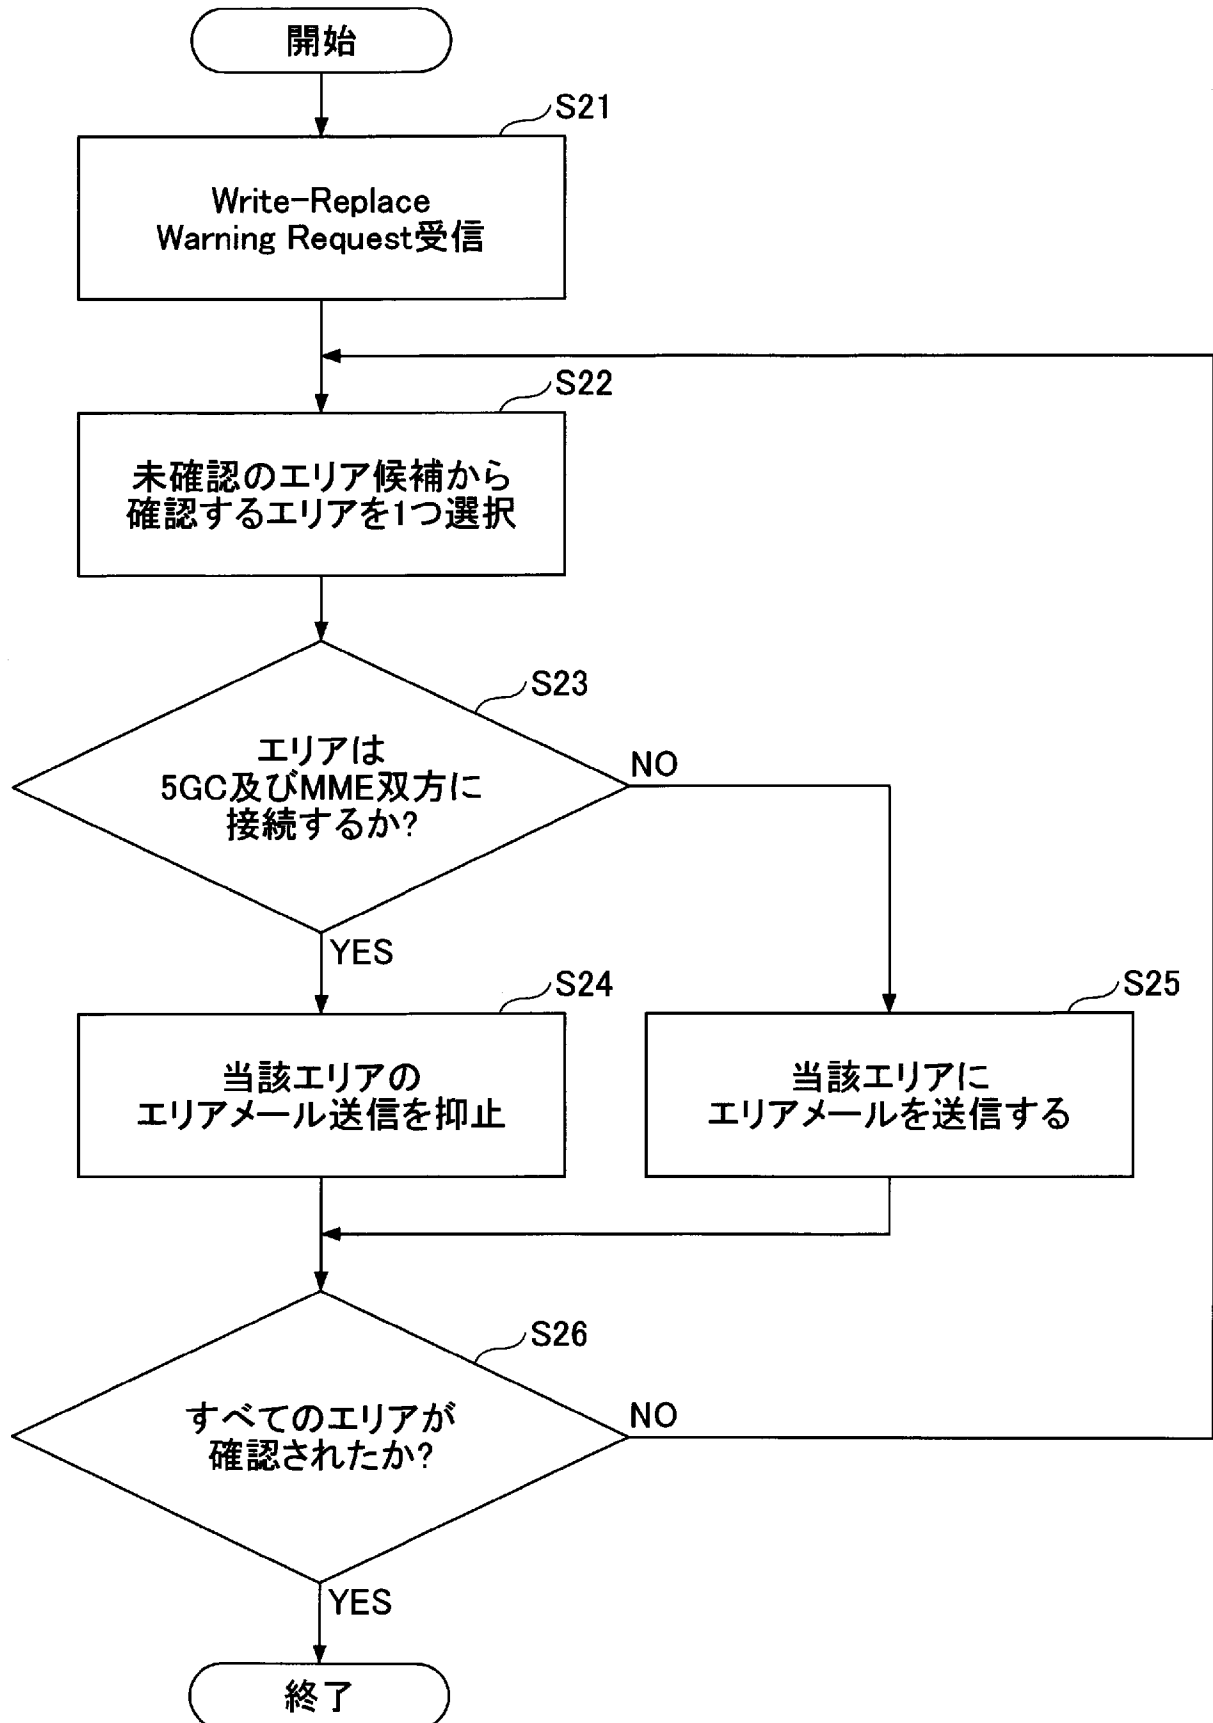 開始
S21
Write-Replace
Warning Request受信
S22
未確認のエリア候補から
確認するエリアを1つ選択
S23
エリアは
5GC及びMME双方に
接続するか?
NO
YES
S24
当該エリアの
エリアメール送信を抑止
S25
当該エリアに
エリアメールを送信する
S26
すべてのエリアが
確認されたか?
NO
YES
終了